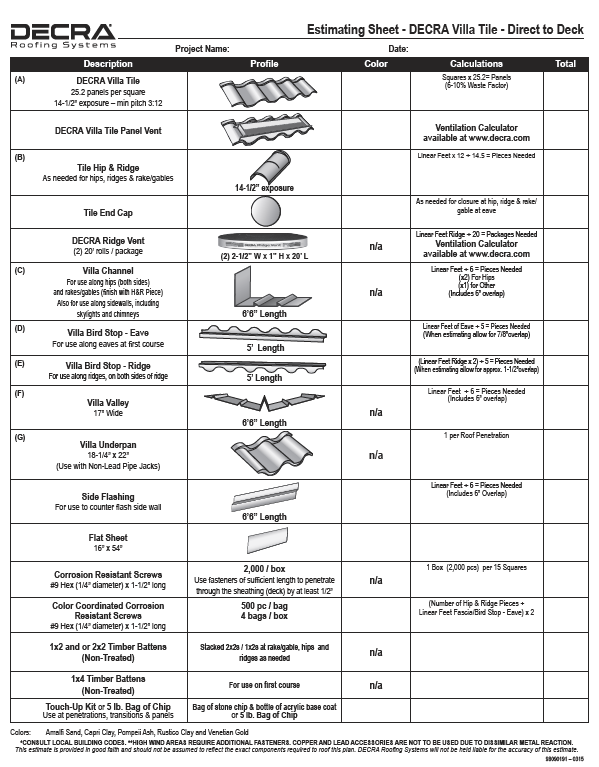 DECRA®
Roofing Systems
Estimating Sheet - DECRA Villa Tile - Direct to Deck
Project Name: Date:
Description Profile Color Calculations Total
(A) DECRA Villa Tile
25.2 panels per square
14-1/2" exposure – min pitch 3:12
Squares x 25.2= Panels
(6-10% Waste Factor)
DECRA Villa Tile Panel Vent
Ventilation Calculator
available at www.decra.com
(B) Tile Hip & Ridge
As needed for hips, ridges & rake/gables
14-1/2" exposure
Linear Feet x 12 ÷ 14.5 = Pieces Needed
Tile End Cap
As needed for closure at hip, ridge & rake/
gable at eave
DECRA Ridge Vent
(2) 20' rolls / package
(2) 2-1/2" W x 1" H x 20' L
n/a
Linear Feet Ridge ÷ 20 = Packages Needed
Ventilation Calculator
available at www.decra.com
(C) Villa Channel
For use along hips (both sides)
and rakes/gables (finish with H&R Piece)
Also for use along sidewalls, including
skylights and chimneys
6'6" Length
n/a
Linear Feet ÷ 6 = Pieces Needed
(x2) For Hips
(x1) for Other
(Includes 6" overlap)
(D) Villa Bird Stop - Eave
For use along eaves at first course
5' Length
Linear Feet of Eave ÷ 5 = Pieces Needed
(When estimating allow for 7/8"overlap)
(E) Villa Bird Stop - Ridge
For use along ridges, on both sides of ridge
5' Length
(Linear Feet Ridge x 2) ÷ 5 = Pieces Needed
(When estimating allow for approx. 1-1/2"overlap)
(F) Villa Valley
17" Wide
6'6" Length
n/a
Linear Feet ÷ 6 = Pieces Needed
(Includes 6" overlap)
(G) Villa Underpan
18-1/4" x 22"
(Use with Non-Lead Pipe Jacks)
n/a
1 per Roof Penetration
Side Flashing
For use to counter flash side wall
6'6" Length
Linear Feet ÷ 6 = Pieces Needed
(Includes 6" Overlap)
Flat Sheet
16" x 54"
Corrosion Resistant Screws
#9 Hex (1/4" diameter) x 1-1/2" long
2,000 / box
Use fasteners of sufficient length to penetrate
through the sheathing (deck) by at least 1/2"
n/a
1 Box (2,000 pcs) per 15 Squares
Color Coordinated Corrosion
Resistant Screws
#9 Hex (1/4" diameter) x 1-1/2" long
500 pc / bag
4 bags / box
(Number of Hip & Ridge Pieces +
Linear Feet Fascia/Bird Stop - Eave) x 2
1x2 and or 2x2 Timber Battens
(Non-Treated)
Stacked 2x2s / 1x2s at rake/gable, hips and
ridges as needed
n/a
1x4 Timber Battens
(Non-Treated)
For use on first course
n/a
Touch-Up Kit or 5 lb. Bag of Chip
Use at penetrations, transitions & panels
Bag of stone chip & bottle of acrylic base coat
or 5 lb. Bag of Chip
Colors: Amalfi Sand, Capri Clay, Pompeii Ash, Rustico Clay and Venetian Gold
*CONSULT LOCAL BUILDING CODES. **HIGH WIND AREAS REQUIRE ADDITIONAL FASTENERS. COPPER AND LEAD ACCESSORIES ARE NOT TO BE USED DUE TO DISSIMILAR METAL REACTION.
This estimate is provided in good faith and should not be assumed to reflect the exact components required to roof this plan. DECRA Roofing Systems will not be held liable for the accuracy of this estimate.
98090191 – 0315